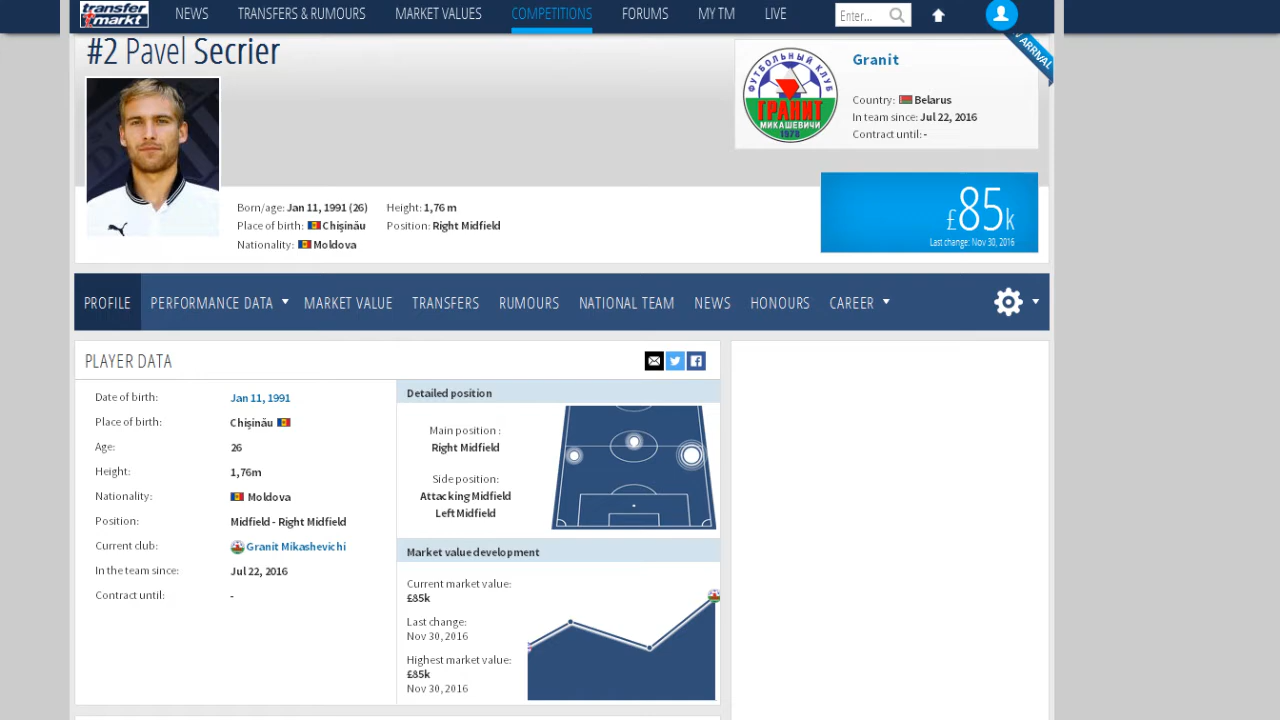 transfer
markt
NEWS
TRANSFERS & RUMOURS
MARKET VALUES
COMPETITIONS
FORUMS
MY TM
LIVE
Enter...
#2 Pavel Secrier
ARRIVAL
ФУТБОЛЬНЫЙ КЛУБ
ГРАНИТ
МИКАШЕВИЧИ
1978
Granit
Country: Belarus
In team since: Jul 22, 2016
Contract until: -
Born/age: Jan 11, 1991 (26)
Place of birth: Chișinău
Nationality: Moldova
Height: 1,76 m
Position: Right Midfield
£85k
Last change: Nov 30, 2016
PROFILE
PERFORMANCE DATA
MARKET VALUE
TRANSFERS
RUMOURS
NATIONAL TEAM
NEWS
HONOURS
CAREER
PLAYER DATA
Date of birth: Jan 11, 1991
Place of birth: Chișinău
Age: 26
Height: 1,76m
Nationality: Moldova
Position: Midfield - Right Midfield
Current club: Granit Mikashevichi
In the team since: Jul 22, 2016
Contract until: -
Detailed position
Main position :
Right Midfield
Side position:
Attacking Midfield
Left Midfield
Market value development
Current market value:
£85k
Last change:
Nov 30, 2016
Highest market value:
£85k
Nov 30, 2016